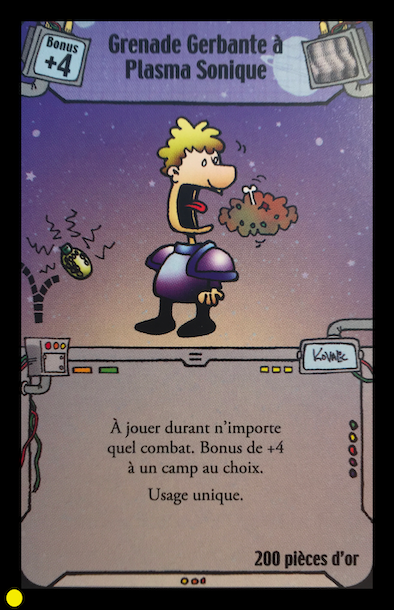 Bonus
+4
Grenade Gerbante à
Plasma Sonique
KOVALIC
À jouer durant n'importe
quel combat. Bonus de +4
à un camp au choix.
Usage unique.
200 pièces d'or